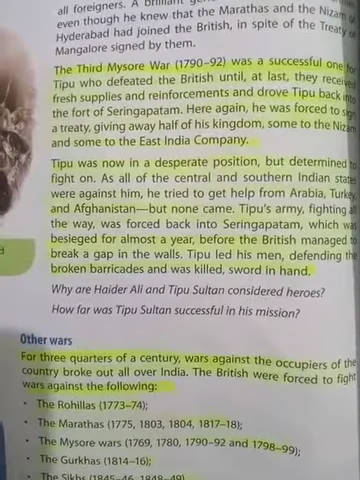 all foreigners. A brilliant
even though he knew that the Marathas and the Nizam of
Hyderabad had joined the British, in spite of the Treaty of
Mangalore signed by them.
The Third Mysore War (1790–92) was a successful one for
Tipu who defeated the British until, at last, they received
fresh supplies and reinforcements and drove Tipu back into
the fort of Seringapatam. Here again, he was forced to sign
a treaty, giving away half of his kingdom, some to the Nizam
and some to the East India Company.
Tipu was now in a desperate position, but determined to
fight on. As all of the central and southern Indian states
were against him, he tried to get help from Arabia, Turkey,
and Afghanistan—but none came. Tipu's army, fighting all
the way, was forced back into Seringapatam, which was
besieged for almost a year, before the British managed to
break a gap in the walls. Tipu led his men, defending the
broken barricades and was killed, sword in hand.
Why are Haider Ali and Tipu Sultan considered heroes?
How far was Tipu Sultan successful in his mission?
Other wars
For three quarters of a century, wars against the occupiers of the
country broke out all over India. The British were forced to fight
wars against the following:
• The Rohillas (1773–74);
• The Marathas (1775, 1803, 1804, 1817–18);
• The Mysore wars (1769, 1780, 1790–92 and 1798–99);
• The Gurkhas (1814–16);
• The Sikhs (1845–46, 1848–49)